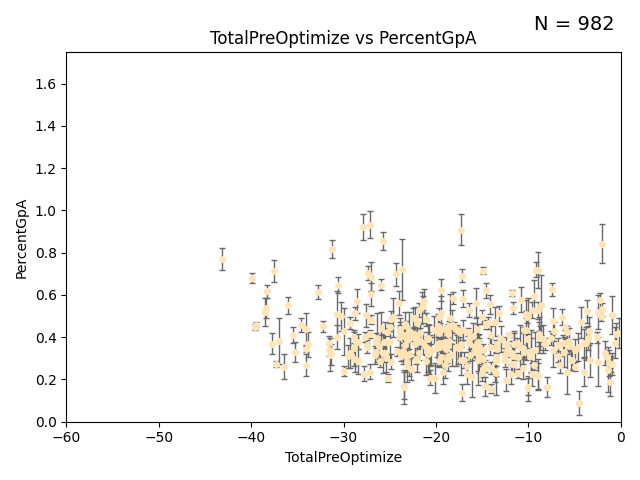 N = 982
TotalPreOptimize vs PercentGpA
PercentGpA
1.6
1.4
1.2
1.0
0.8
0.6
0.4
0.2
0.0
−60 −50 −40 −30 −20 −10 0
TotalPreOptimize